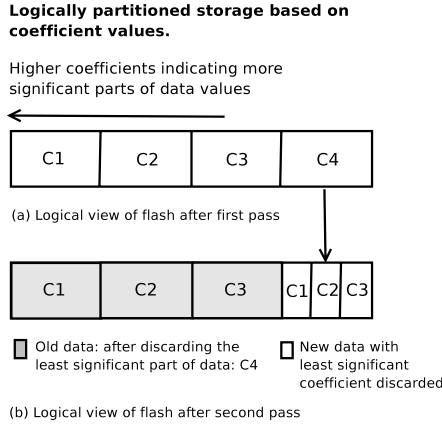 Logically partitioned storage based on
coefficient values.
Higher coefficients indicating more
significant parts of data values
C1 C2 C3 C4
(a) Logical view of flash after first pass
C1 C2 C3 C1 C2 C3
Old data: after discarding the
least significant part of data: C4
New data with
least significant
coefficient discarded
(b) Logical view of flash after second pass